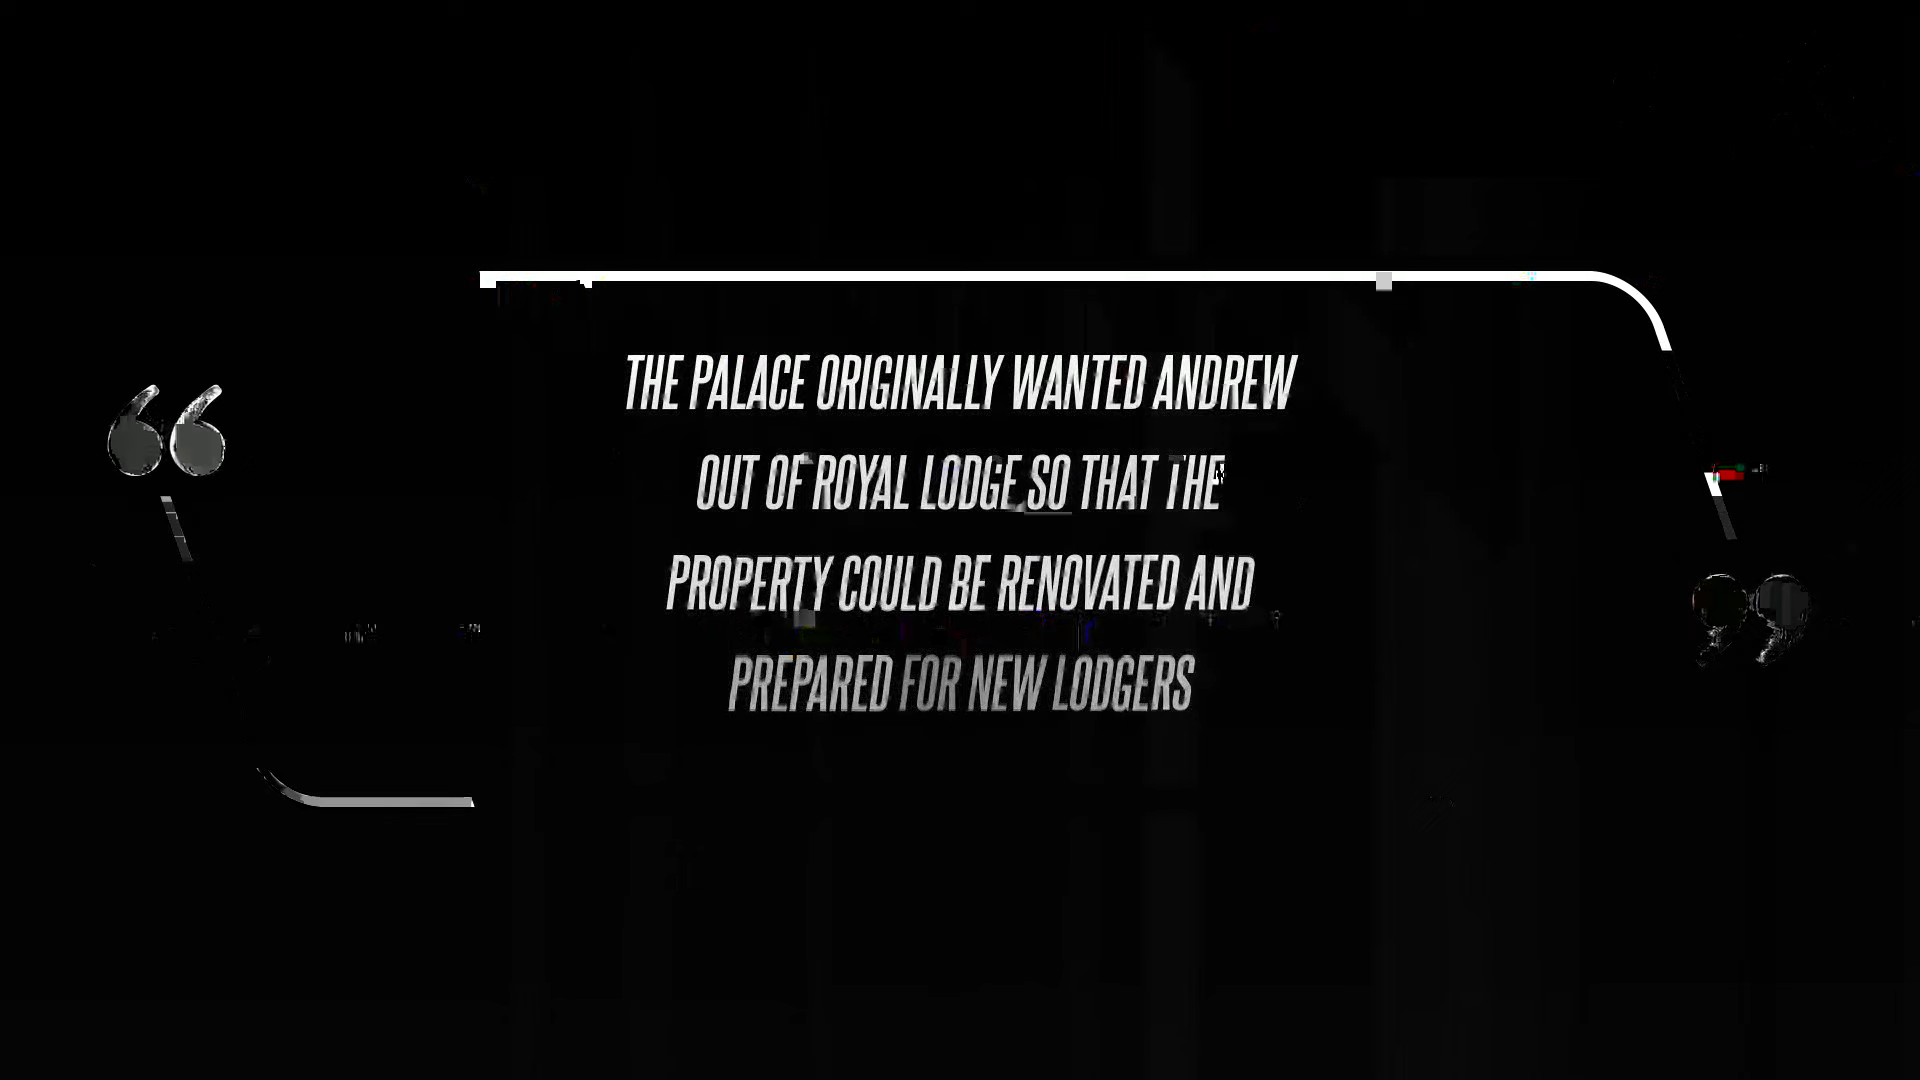 THE PALACE ORIGINALLY WANTED ANDREW
OUT OF ROYAL LODGE SO THAT THE
PROPERTY COULD BE RENOVATED AND
PREPARED FOR NEW LODGERS